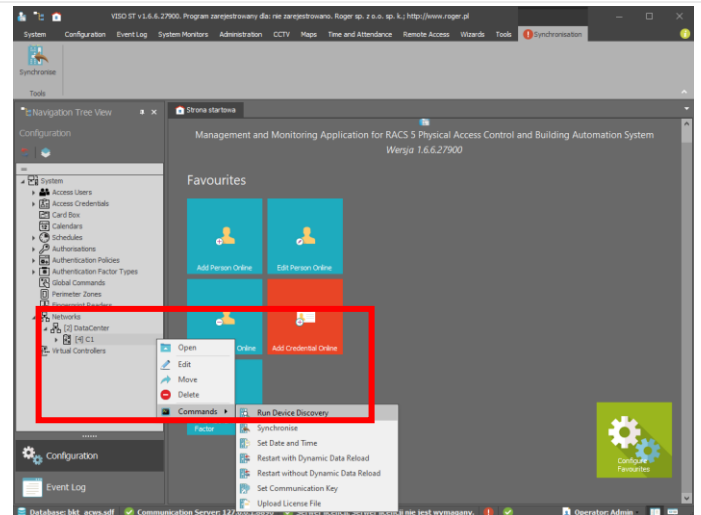 VISO ST v1.6.6.27900. Program zarejestrowany dla: nie zarejestrowano. Roger sp. z o.o. sp. k.; http://www.roger.pl
System Configuration Event Log System Monitors Administration CCTV Maps Time and Attendance Remote Access Wizards Tools Synchronisation
Synchronise
Tools
Navigation Tree View
Strona startowa
Configuration
Management and Monitoring Application for RACS 5 Physical Access Control and Building Automation System
Wersja 1.6.6.27900
System
Access Users
Access Credentials
Card Box
Calendars
Schedules
Authorisations
Authentication Policies
Authentication Factor Types
Global Commands
Perimeter Zones
Fingerprint Readers
Networks
[2] DataCenter
[4] C1
Virtual Controllers
Favourites
Add Person Online
Edit Person Online
Online
Add Credential Online
Factor
Open
Edit
Move
Delete
Commands
Run Device Discovery
Synchronise
Set Date and Time
Restart with Dynamic Data Reload
Restart without Dynamic Data Reload
Set Communication Key
Upload License File
Configure
Favourites
Configuration
Event Log
Database: bkt_acws.sdf Communication Server: Operator: Admin